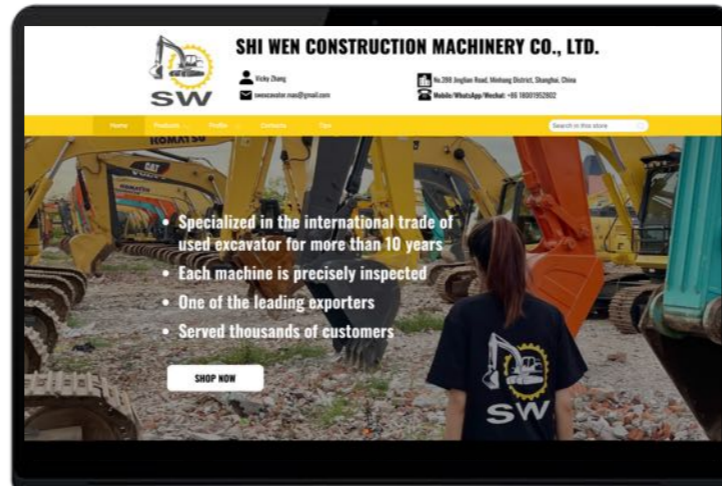 SHI WEN CONSTRUCTION MACHINERY CO., LTD.
SW
Vicky Zhang
No.288 Jinglian Road, Minhang District, Shanghai, China
Mobile/WhatsApp/Wechat: +86 18001952802
Home Products Profile Contacts Tips
Search in this store
KOMATSU
CAT
Specialized in the international trade of
used excavator for more than 10 years
Each machine is precisely inspected
One of the leading exporters
Served thousands of customers
SHOP NOW
SW